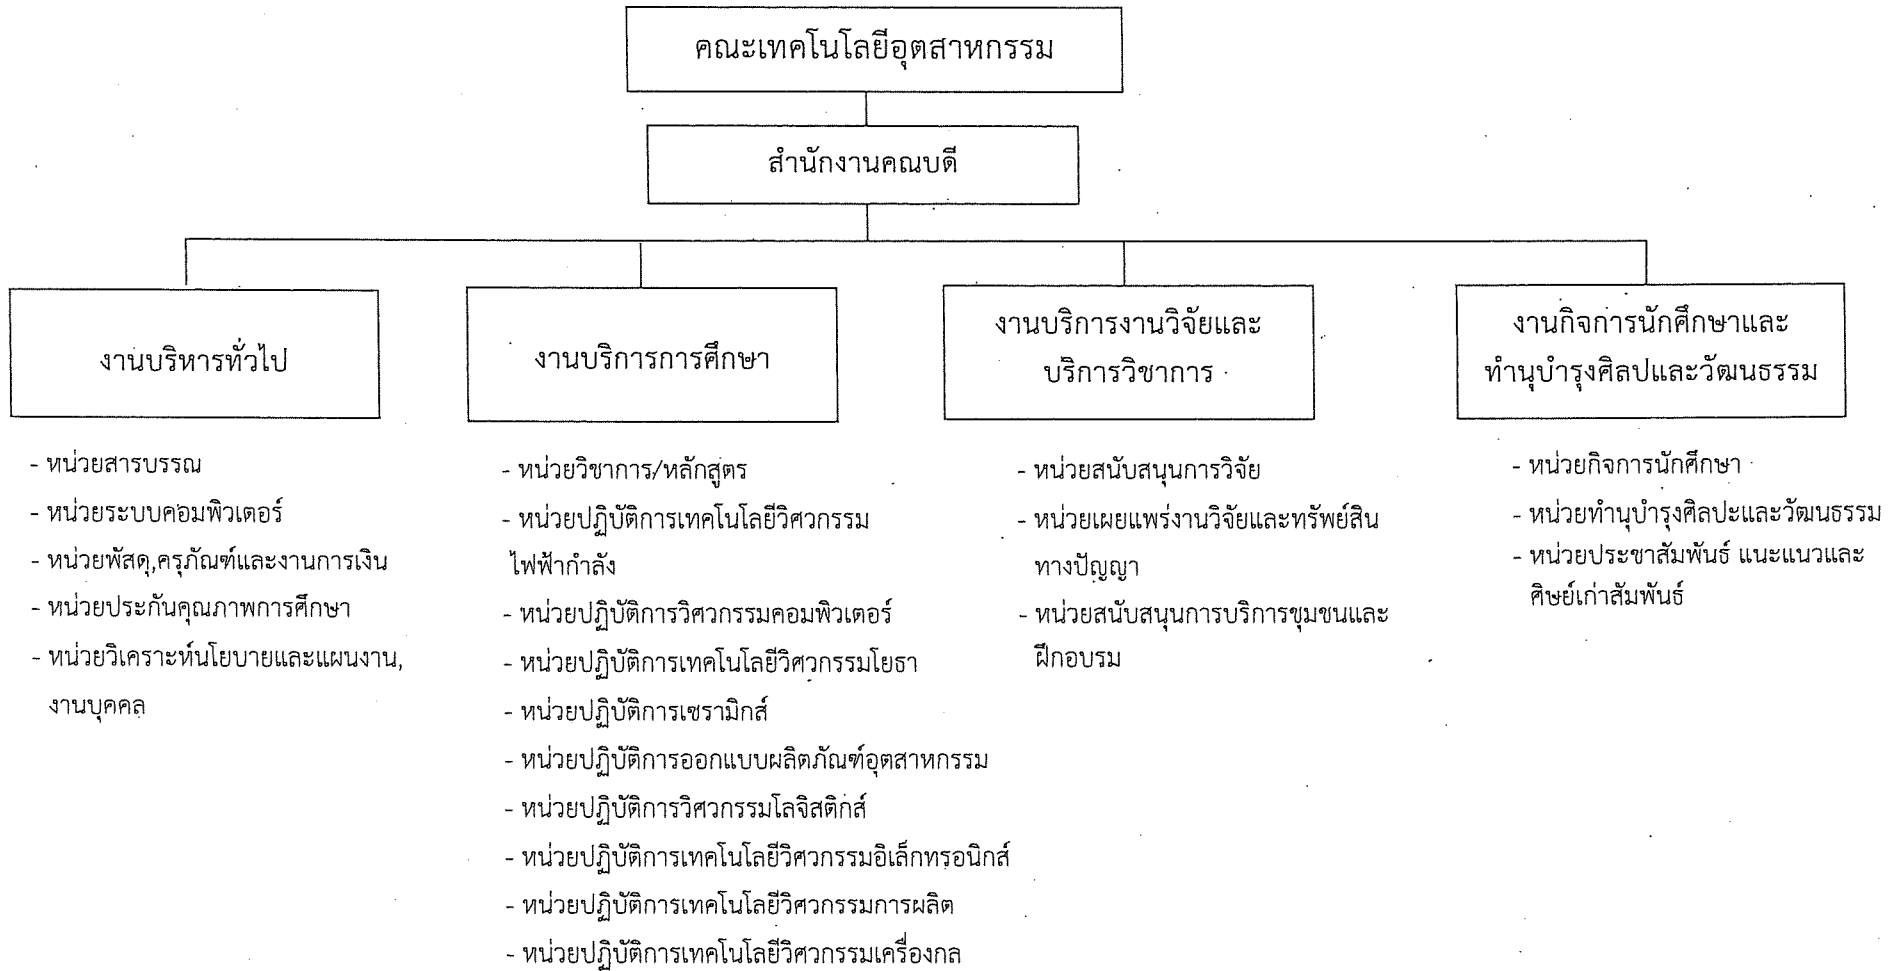 คณะเทคโนโลยีอุตสาหกรรม
สำนักงานคณบดี
งานบริหารทั่วไป
- หน่วยสารบรรณ
- หน่วยระบบคอมพิวเตอร์
- หน่วยพัสดุ,ครุภัณฑ์และงานการเงิน
- หน่วยประกันคุณภาพการศึกษา
- หน่วยวิเคราะห์นโยบายและแผนงาน,
งานบุคคล
งานบริการการศึกษา
- หน่วยวิชาการ/หลักสูตร
- หน่วยปฏิบัติการเทคโนโลยีวิศวกรรม
ไฟฟ้ากำลัง
- หน่วยปฏิบัติการวิศวกรรมคอมพิวเตอร์
- หน่วยปฏิบัติการเทคโนโลยีวิศวกรรมโยธา
- หน่วยปฏิบัติการเซรามิกส์
- หน่วยปฏิบัติการออกแบบผลิตภัณฑ์อุตสาหกรรม
- หน่วยปฏิบัติการวิศวกรรมโลจิสติกส์
- หน่วยปฏิบัติการเทคโนโลยีวิศวกรรมอิเล็กทรอนิกส์
- หน่วยปฏิบัติการเทคโนโลยีวิศวกรรมการผลิต
- หน่วยปฏิบัติการเทคโนโลยีวิศวกรรมเครื่องกล
งานบริการงานวิจัยและ
บริการวิชาการ
- หน่วยสนับสนุนการวิจัย
- หน่วยเผยแพร่งานวิจัยและทรัพย์สิน
ทางปัญญา
- หน่วยสนับสนุนการบริการชุมชนและ
ฝึกอบรม
งานกิจการนักศึกษาและ
ทำนุบำรุงศิลปและวัฒนธรรม
- หน่วยกิจการนักศึกษา
- หน่วยทำนุบำรุงศิลปะและวัฒนธรรม
- หน่วยประชาสัมพันธ์ แนะแนวและ
ศิษย์เก่าสัมพันธ์